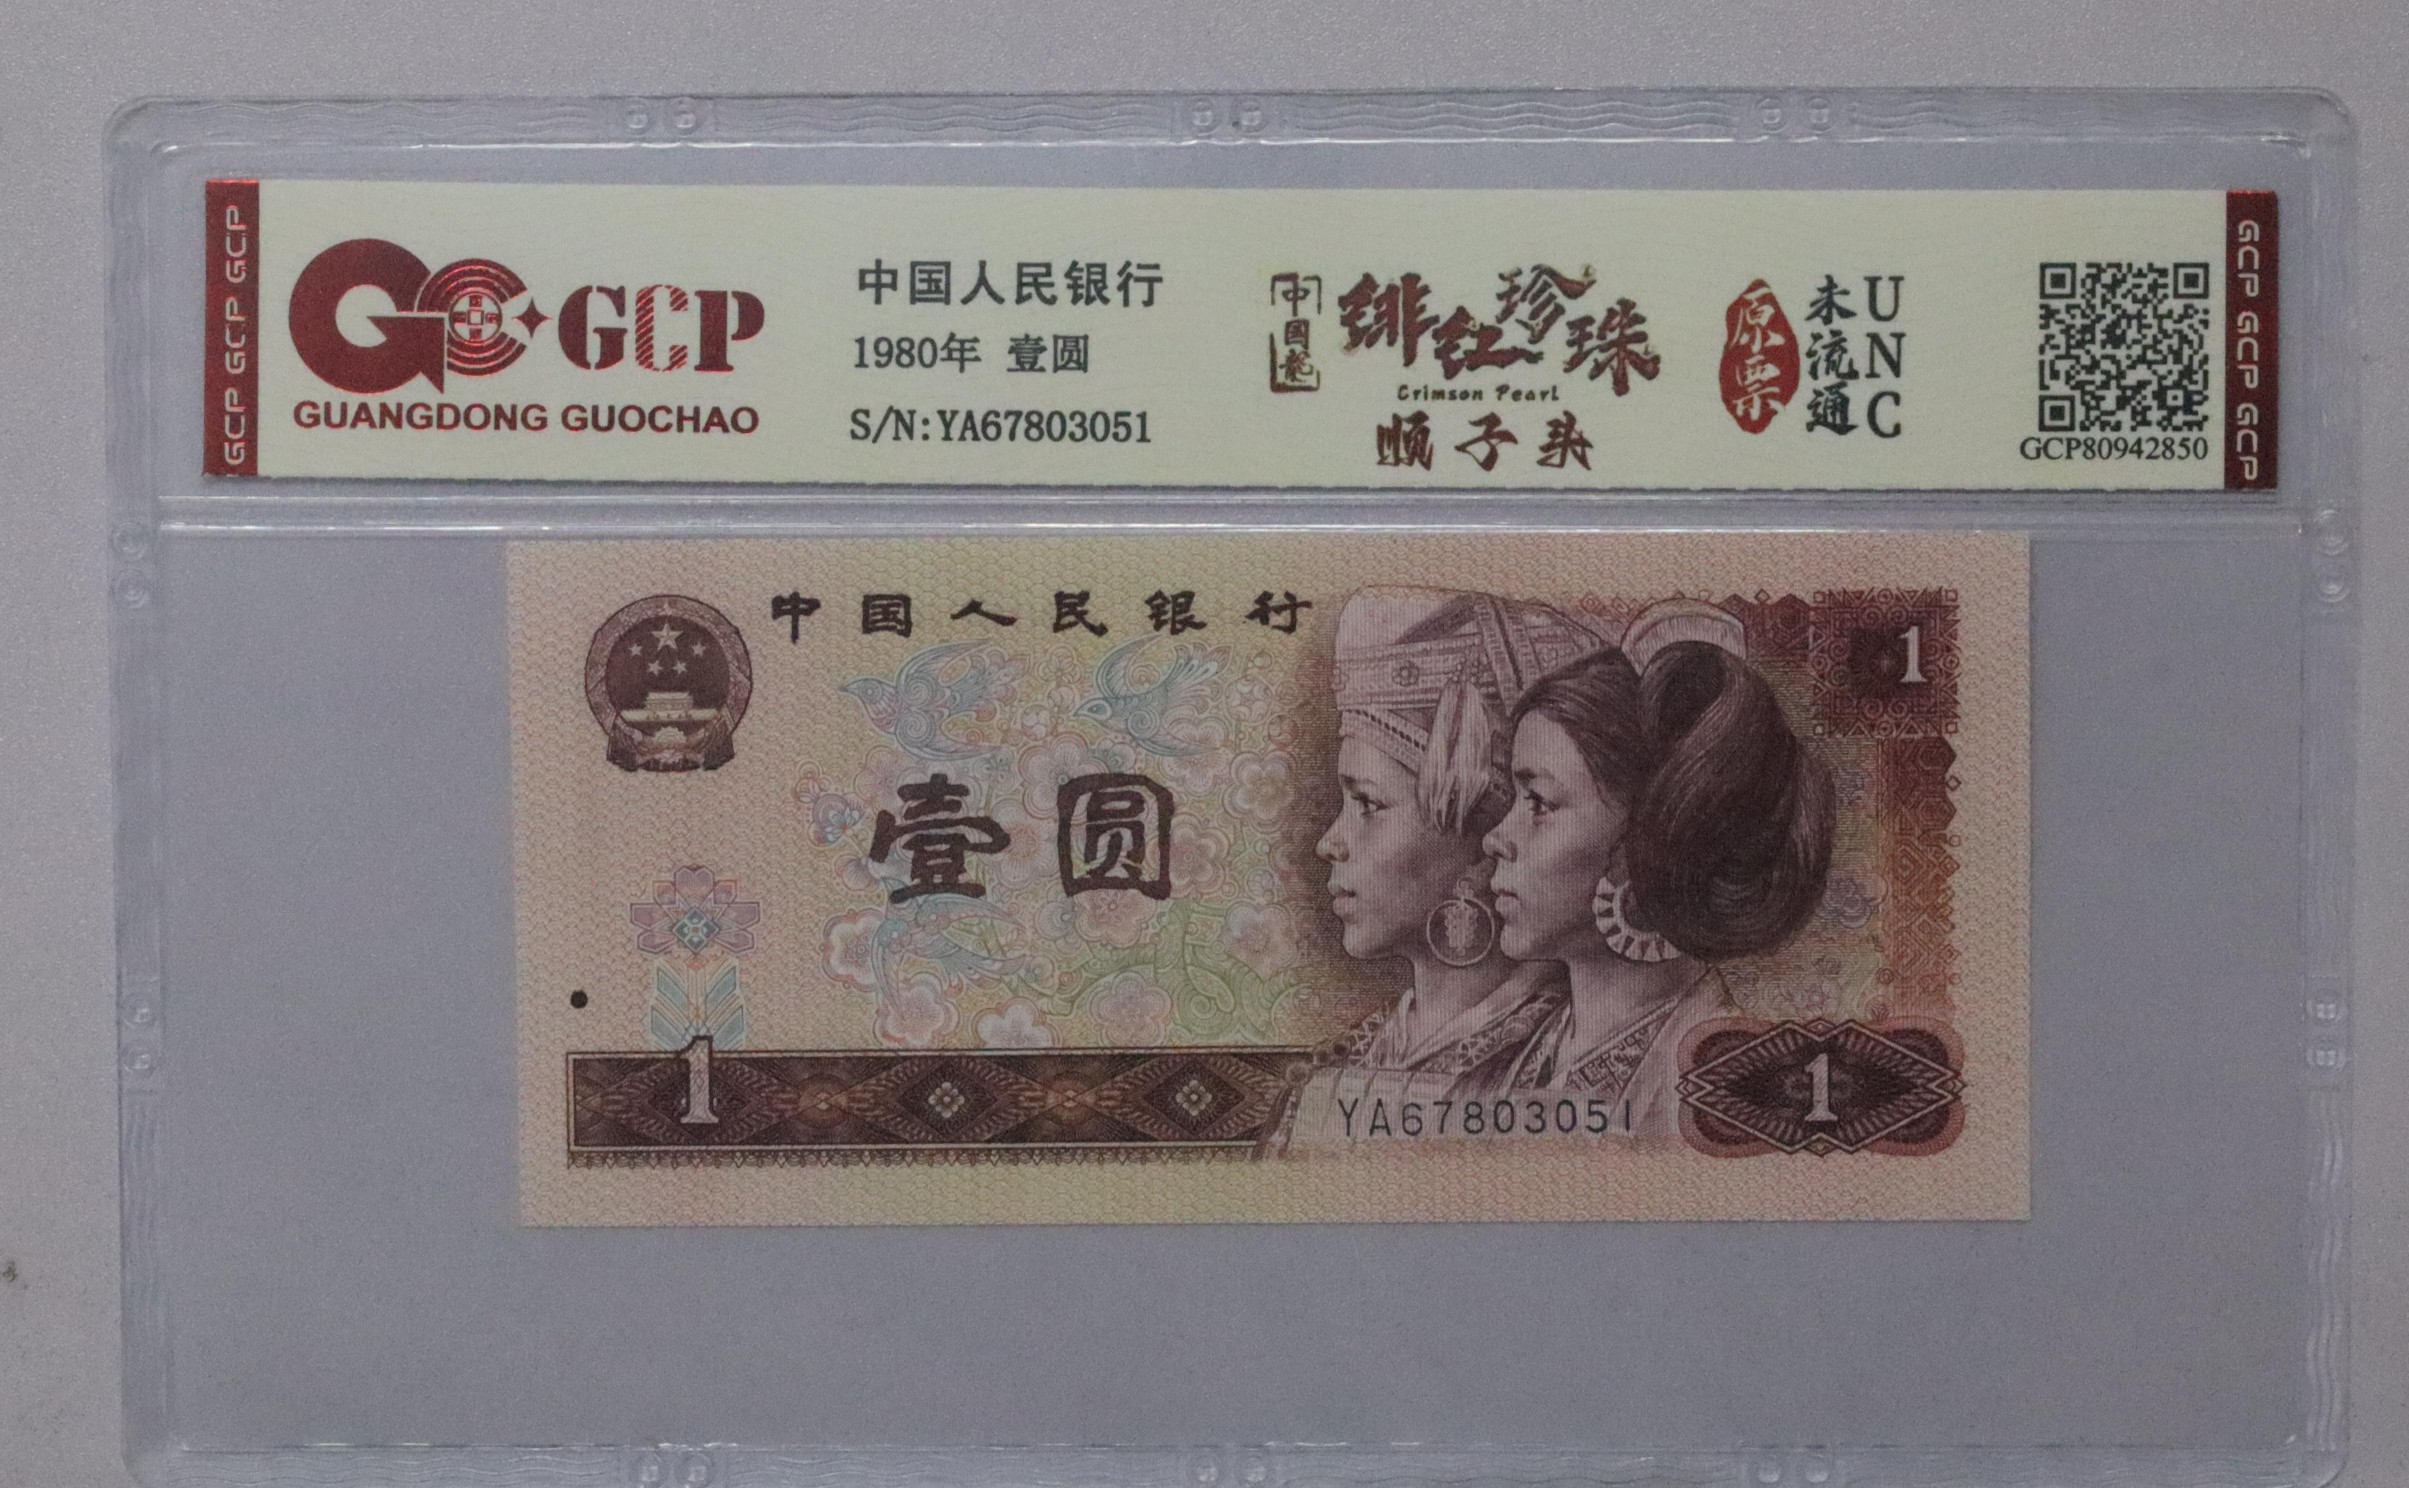 GCP GCP GCP
GCP
GUANGDONG GUOCHAO
中国人民银行
1980年 壹圆
S/N:YA67803051
中国龍
绯红珍珠
Crimson Pearl
顺子头
原票
未流通
UNC
GCP80942850
GCP GCP GCP
中国人民银行
1
壹圆
1
YA67803051
1